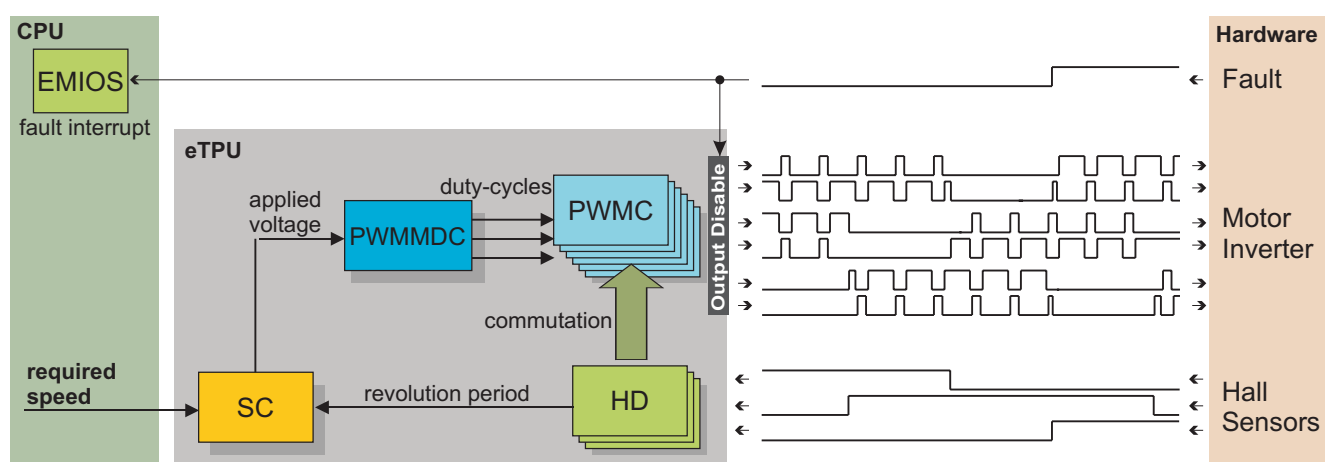 CPU
Hardware
EMIOS
Fault
fault interrupt
eTPU
duty-cycles
applied
voltage
PWMMDC
PWMC
Output Disable
Motor
Inverter
commutation
required
speed
SC
revolution period
HD
Hall
Sensors